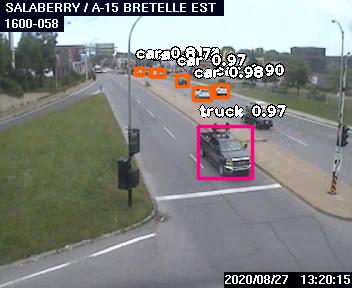 SALABERRY / A-15 BRETELLE EST
1600-058
car 0.97
car 0.98
90
truck 0.97
2020/08/27 13:20:15